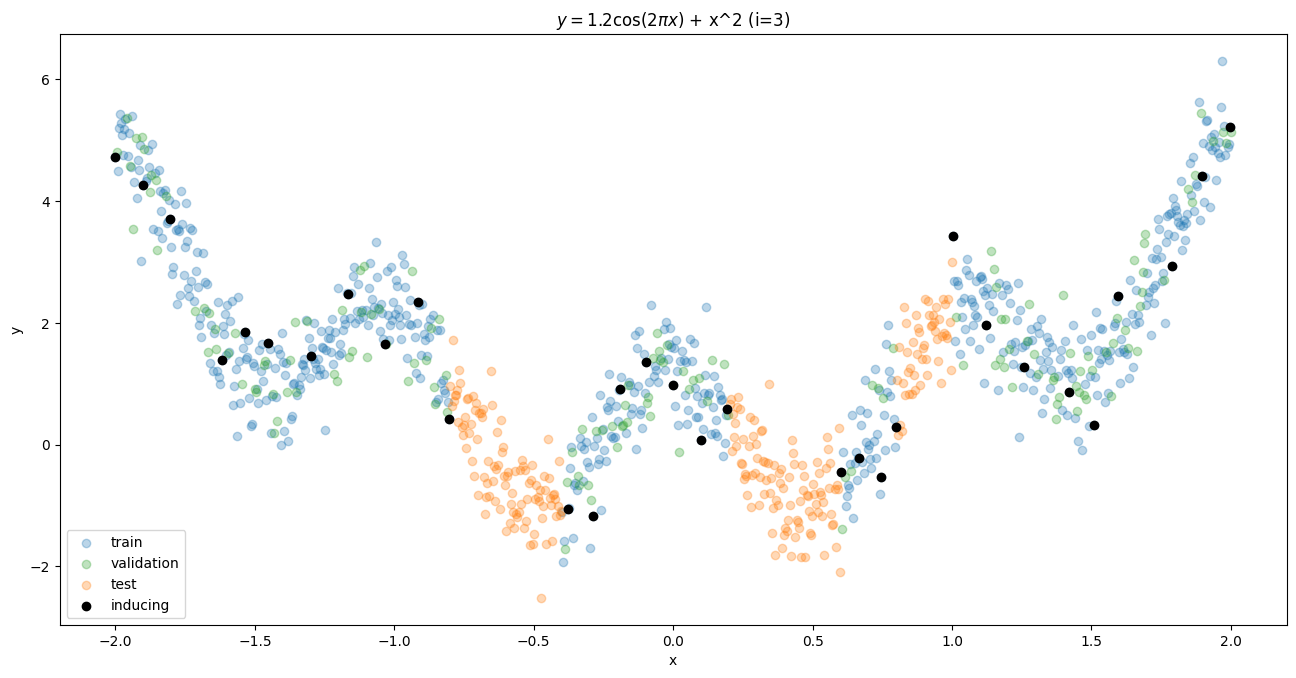 y = 1.2cos(2πx) + x^2 (i=3)
6
4
2
0
−2
y
−2.0 −1.5 −1.0 −0.5 0.0 0.5 1.0 1.5 2.0
x
train
validation
test
inducing